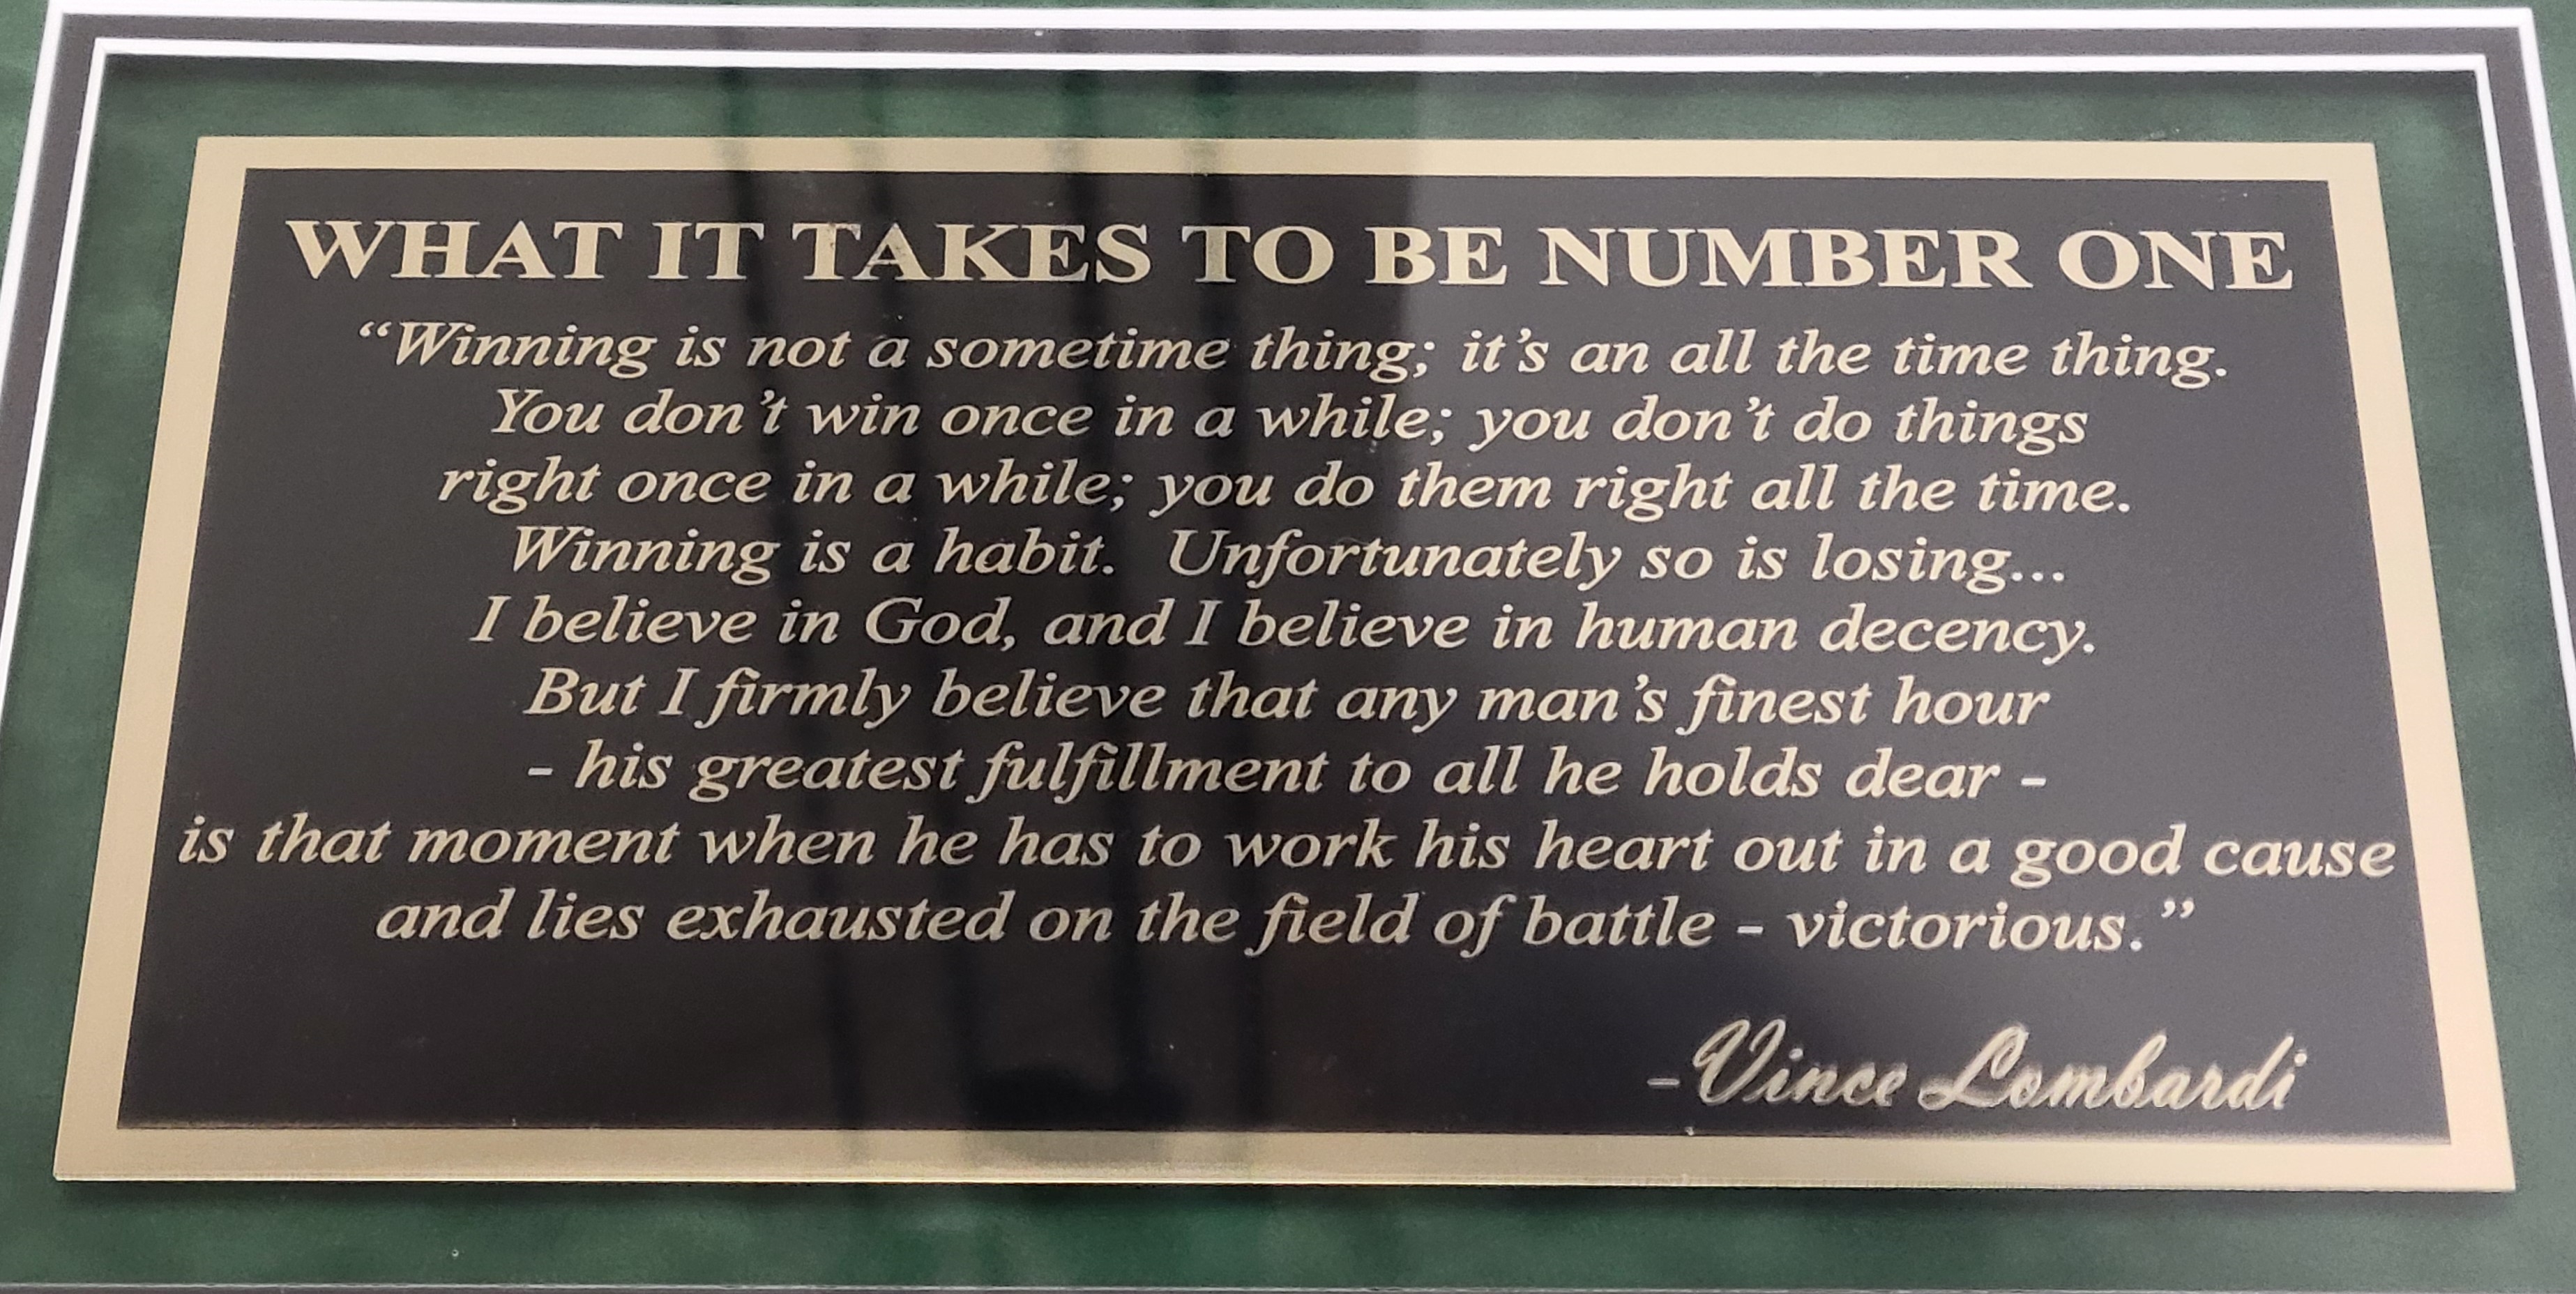 WHAT IT TAKES TO BE NUMBER ONE
“Winning is not a sometime thing; it’s an all the time thing.
You don’t win once in a while; you don’t do things
right once in a while; you do them right all the time.
Winning is a habit.  Unfortunately so is losing...
I believe in God, and I believe in human decency.
But I firmly believe that any man’s finest hour
- his greatest fulfillment to all he holds dear -
is that moment when he has to work his heart out in a good cause
and lies exhausted on the field of battle - victorious.”
–Vince Lombardi